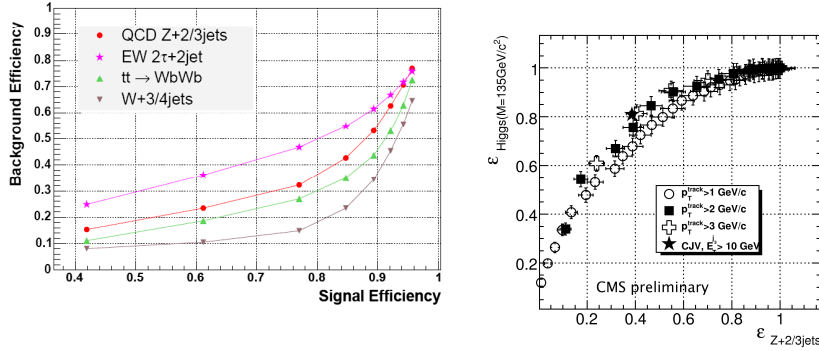 Background Efficiency
1
0.9
0.8
0.7
0.6
0.5
0.4
0.3
0.2
0.1
0
QCD Z+2/3jets
EW 2τ+2jet
tt → WbWb
W+3/4jets
0.4 0.5 0.6 0.7 0.8 0.9 1
Signal Efficiency
ε Higgs(M=135GeV/c²)
1
0.8
0.6
0.4
0.2
p_T^track>1 GeV/c
p_T^track>2 GeV/c
p_T^track>3 GeV/c
CJV, E_T> 10 GeV
CMS preliminary
0.2 0.4 0.6 0.8 1
ε Z+2/3jets